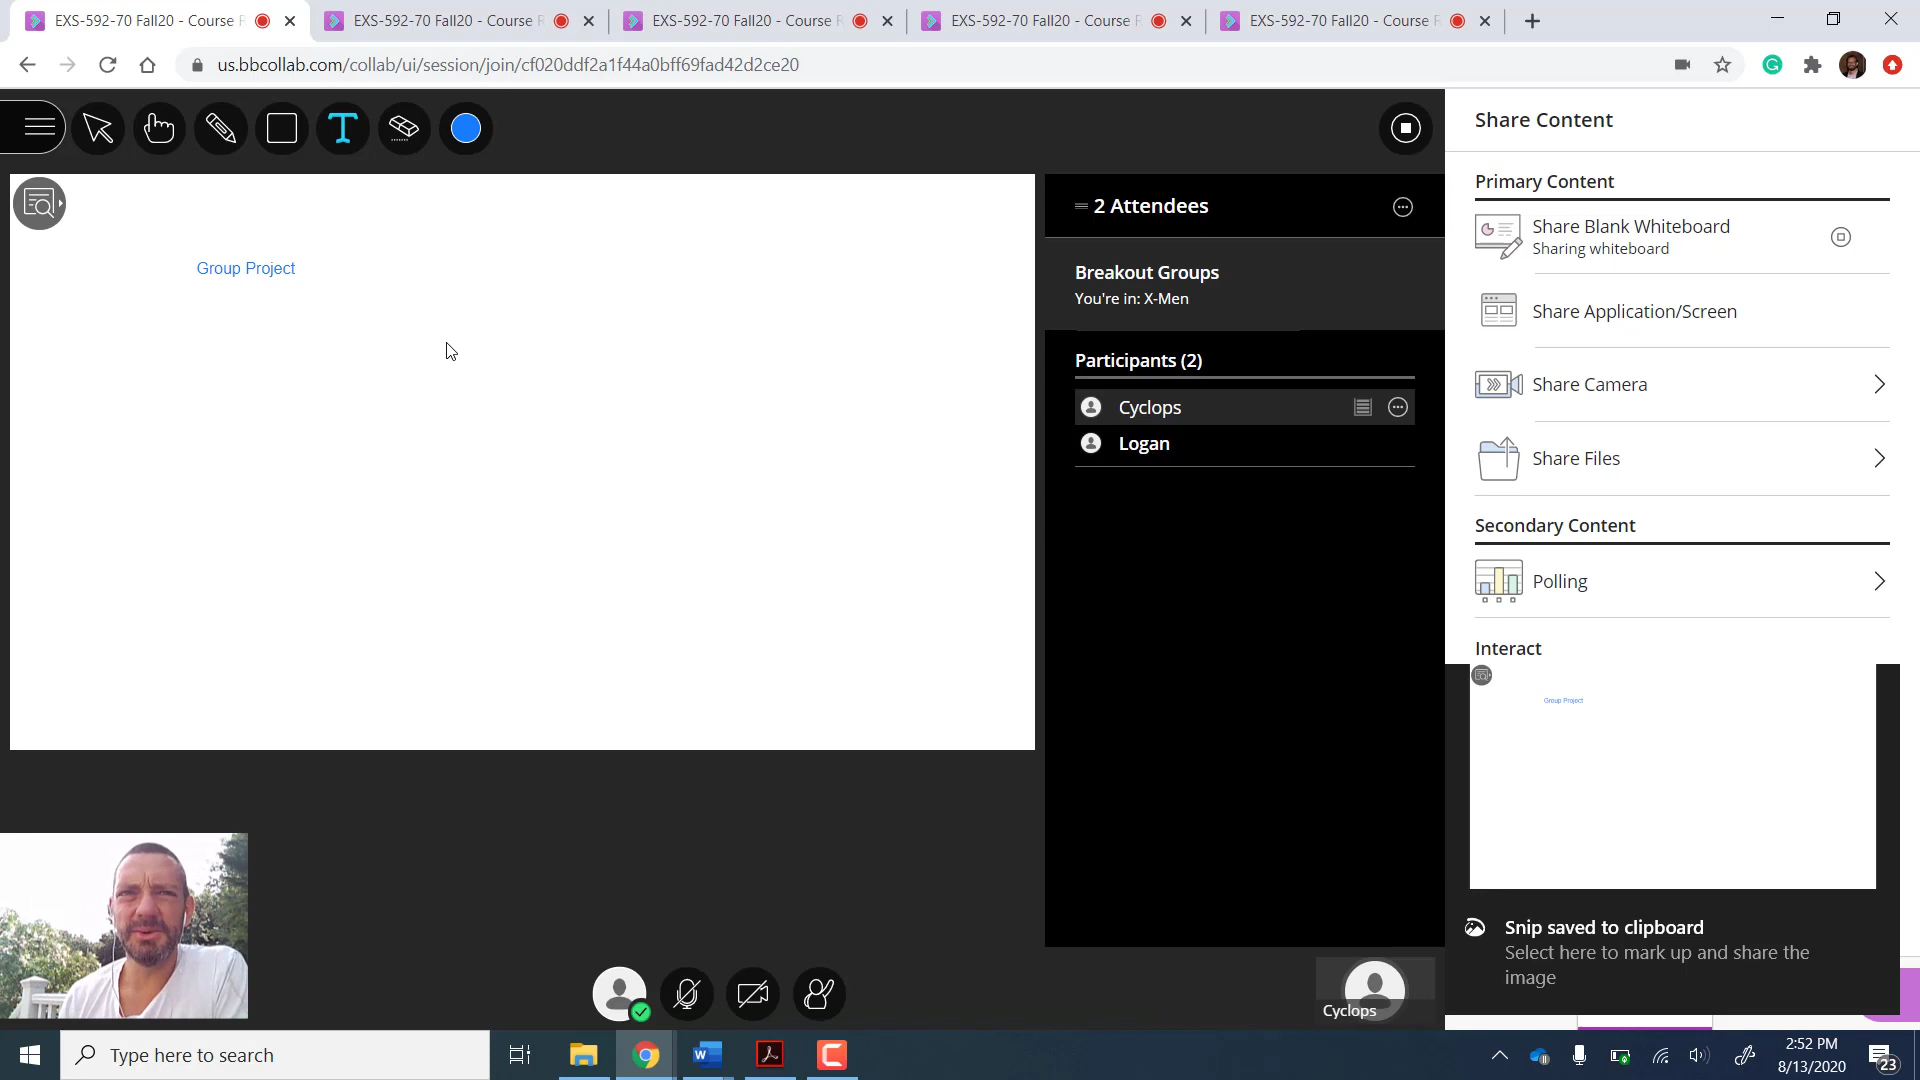 EXS-592-70 Fall20 - Course R
EXS-592-70 Fall20 - Course R
EXS-592-70 Fall20 - Course R
EXS-592-70 Fall20 - Course R
EXS-592-70 Fall20 - Course R
us.bbcollab.com/collab/ui/session/join/cf020ddf2a1f44a0bff69fad42d2ce20
Group Project
2 Attendees
Breakout Groups
You're in: X-Men
Participants (2)
Cyclops
Logan
Cyclops
Share Content
Primary Content
Share Blank Whiteboard
Sharing whiteboard
Share Application/Screen
Share Camera
Share Files
Secondary Content
Polling
Interact
Group Project
Snip saved to clipboard
Select here to mark up and share the
image
Type here to search
2:52 PM
8/13/2020
23